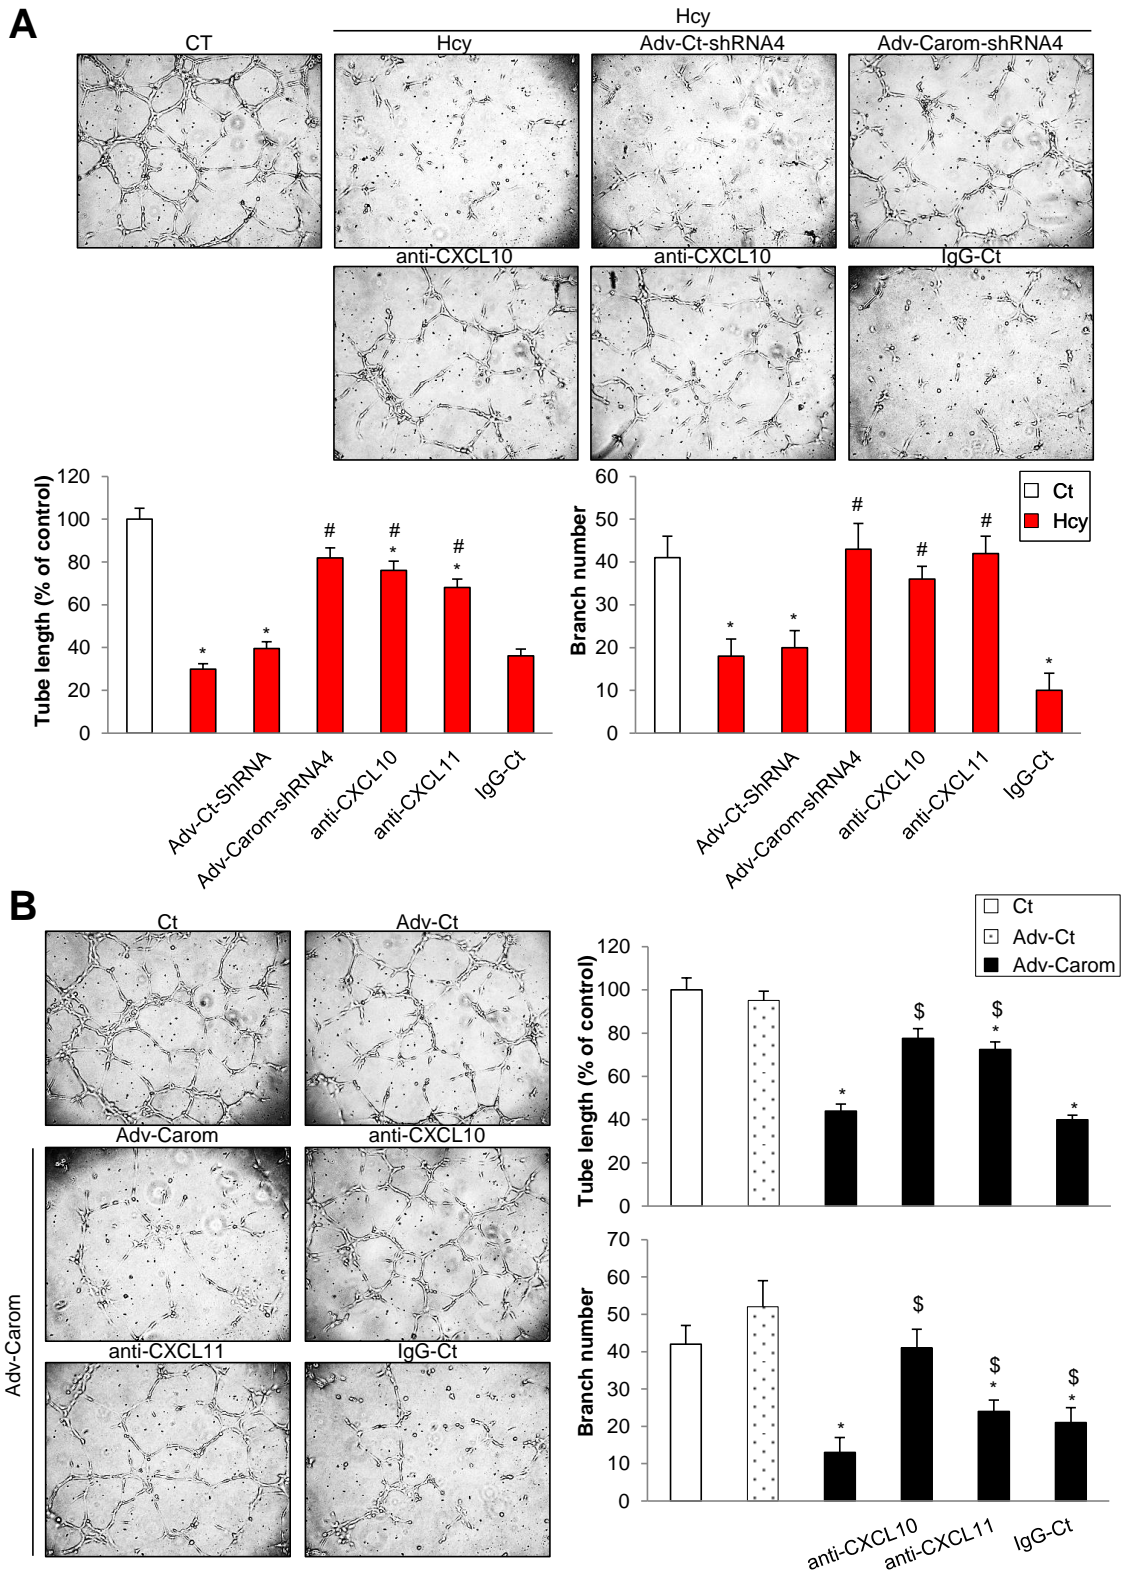 A
Hcy
CT
Hcy
Adv-Ct-shRNA4
Adv-Carom-shRNA4
anti-CXCL10
anti-CXCL10
IgG-Ct
Tube length (% of control)
120
100
80
60
40
20
0
*
*
#
#
*
#
*
Adv-Ct-ShRNA
Adv-Carom-shRNA4
anti-CXCL10
anti-CXCL11
IgG-Ct
Branch number
60
50
40
30
20
10
0
*
*
#
#
#
*
Ct
Hcy
Adv-Ct-ShRNA
Adv-Carom-shRNA4
anti-CXCL10
anti-CXCL11
IgG-Ct
B
Ct
Adv-Ct
Adv-Carom
anti-CXCL10
Adv-Carom
anti-CXCL11
IgG-Ct
Ct
Adv-Ct
Adv-Carom
Tube length (% of control)
120
100
80
60
40
20
0
*
$
$
*
*
Branch number
70
60
50
40
30
20
10
0
*
$
$
*
$
*
anti-CXCL10
anti-CXCL11
IgG-Ct